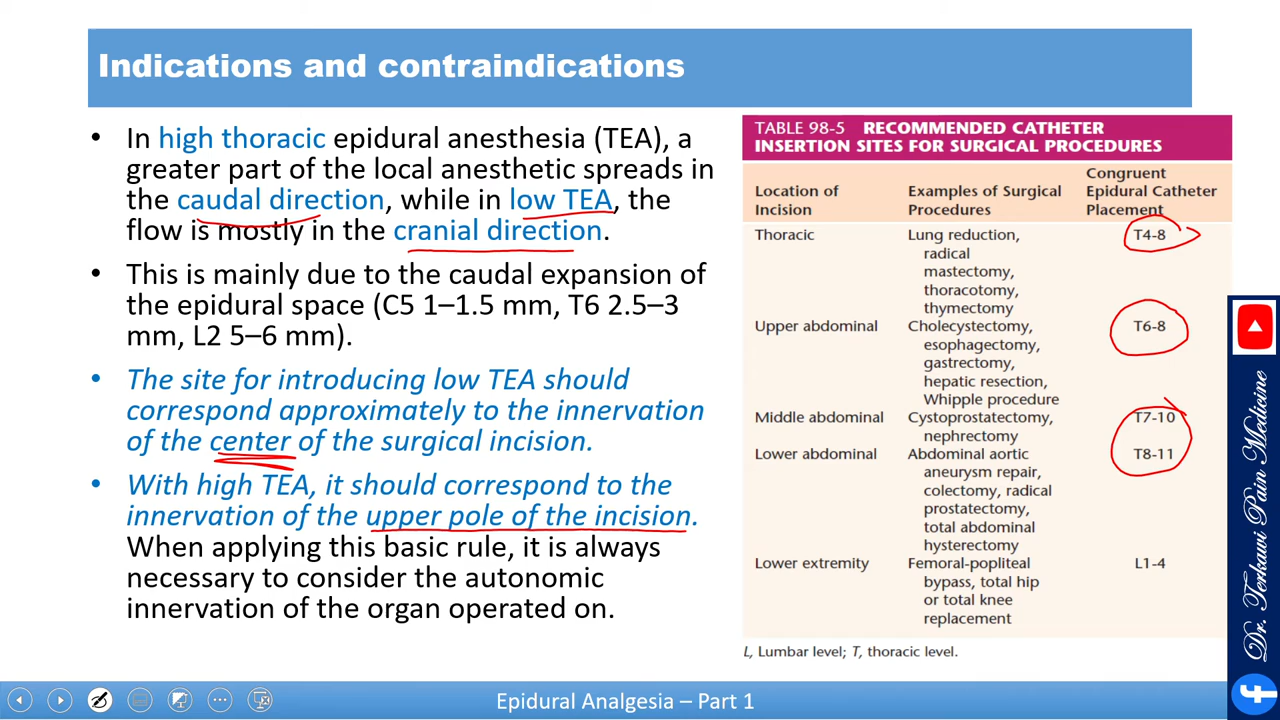 Indications and contraindications
• In high thoracic epidural anesthesia (TEA), a
greater part of the local anesthetic spreads in
the caudal direction, while in low TEA, the
flow is mostly in the cranial direction.
• This is mainly due to the caudal expansion of
the epidural space (C5 1–1.5 mm, T6 2.5–3
mm, L2 5–6 mm).
• The site for introducing low TEA should
correspond approximately to the innervation
of the center of the surgical incision.
• With high TEA, it should correspond to the
innervation of the upper pole of the incision.
When applying this basic rule, it is always
necessary to consider the autonomic
innervation of the organ operated on.
TABLE 98-5 RECOMMENDED CATHETER
INSERTION SITES FOR SURGICAL PROCEDURES
Congruent
Location of Examples of Surgical Epidural Catheter
Incision Procedures Placement
Thoracic Lung reduction, T4-8
radical
mastectomy,
thoracotomy,
thymectomy
Upper abdominal Cholecystectomy, T6-8
esophagectomy,
gastrectomy,
hepatic resection,
Whipple procedure
Middle abdominal Cystoprostatectomy, T7-10
nephrectomy
Lower abdominal Abdominal aortic T8-11
aneurysm repair,
colectomy, radical
prostatectomy,
total abdominal
hysterectomy
Lower extremity Femoral-popliteal L1-4
bypass, total hip
or total knee
replacement
L, Lumbar level; T, thoracic level.
Dr. Terkawi Pain Medicine
Epidural Analgesia – Part 1